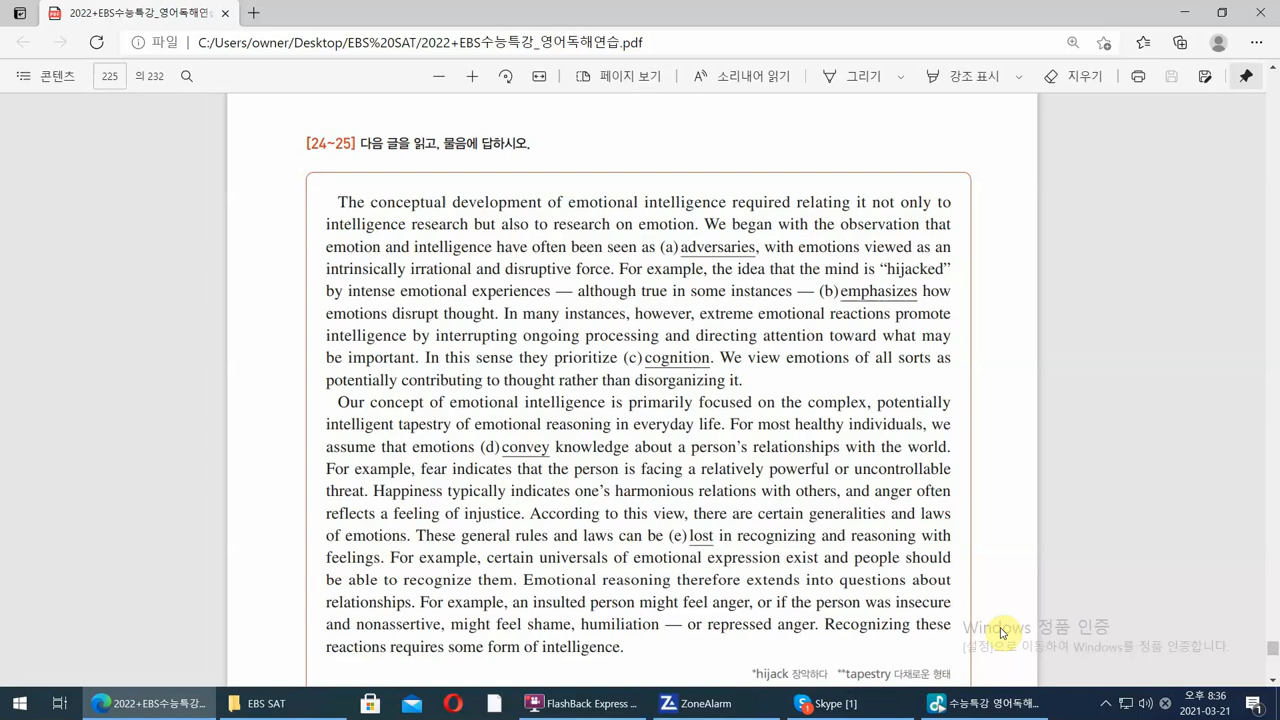 2022+EBS수능특강_영어독해연습
파일 C:/Users/owner/Desktop/EBS%20SAT/2022+EBS수능특강_영어독해연습.pdf
콘텐츠 225 의 232 페이지 보기 소리내어 읽기 그리기 강조 표시 지우기
[24~25] 다음 글을 읽고, 물음에 답하시오.
The conceptual development of emotional intelligence required relating it not only to
intelligence research but also to research on emotion. We began with the observation that
emotion and intelligence have often been seen as (a) adversaries, with emotions viewed as an
intrinsically irrational and disruptive force. For example, the idea that the mind is “hijacked”
by intense emotional experiences — although true in some instances — (b) emphasizes how
emotions disrupt thought. In many instances, however, extreme emotional reactions promote
intelligence by interrupting ongoing processing and directing attention toward what may
be important. In this sense they prioritize (c) cognition. We view emotions of all sorts as
potentially contributing to thought rather than disorganizing it.
Our concept of emotional intelligence is primarily focused on the complex, potentially
intelligent tapestry of emotional reasoning in everyday life. For most healthy individuals, we
assume that emotions (d) convey knowledge about a person’s relationships with the world.
For example, fear indicates that the person is facing a relatively powerful or uncontrollable
threat. Happiness typically indicates one’s harmonious relations with others, and anger often
reflects a feeling of injustice. According to this view, there are certain generalities and laws
of emotions. These general rules and laws can be (e) lost in recognizing and reasoning with
feelings. For example, certain universals of emotional expression exist and people should
be able to recognize them. Emotional reasoning therefore extends into questions about
relationships. For example, an insulted person might feel anger, or if the person was insecure
and nonassertive, might feel shame, humiliation — or repressed anger. Recognizing these
reactions requires some form of intelligence.
*hijack 장악하다 **tapestry 다채로운 형태
Windows 정품 인증
[설정]으로 이동하여 Windows를 정품 인증합니다.
2022+EBS수능특강... EBS SAT FlashBack Express ... ZoneAlarm Skype [1] 수능특강 영어독해... 오후 8:36
2021-03-21